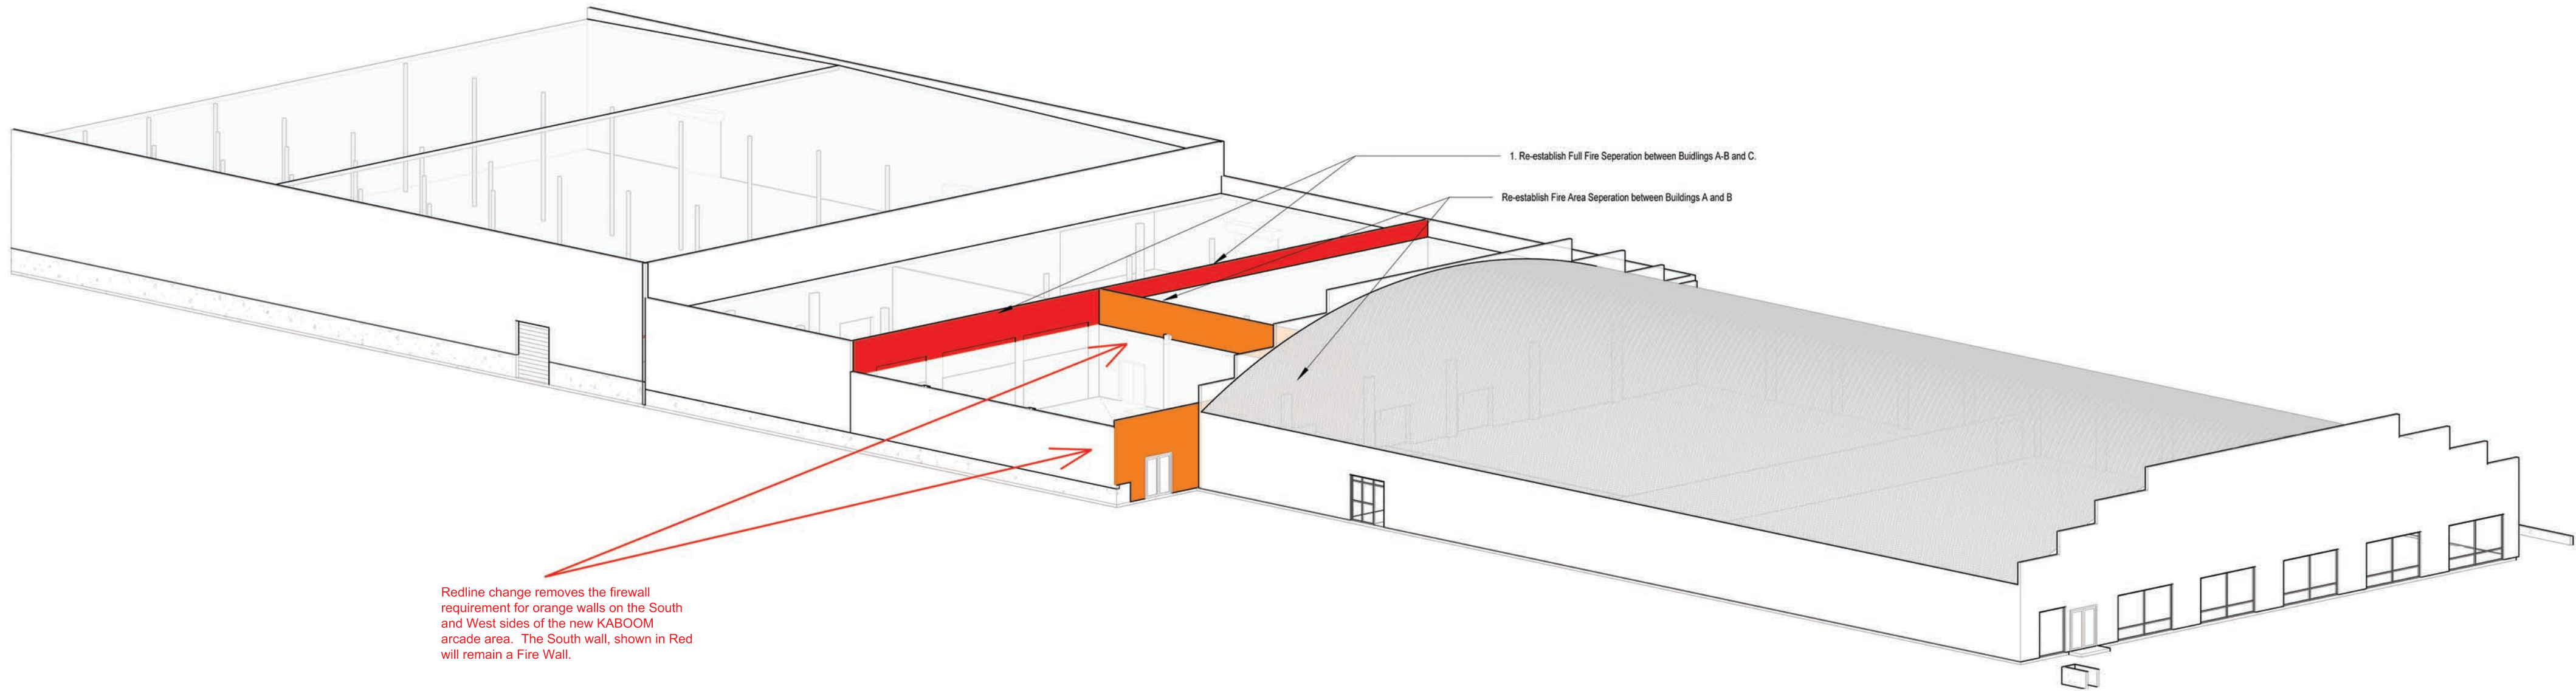 1. Re-establish Full Fire Seperation between Buidlings A-B and C.
Re-establish Fire Area Seperation between Buildings A and B
Redline change removes the firewall
requirement for orange walls on the South
and West sides of the new KABOOM
arcade area.  The South wall, shown in Red
will remain a Fire Wall.